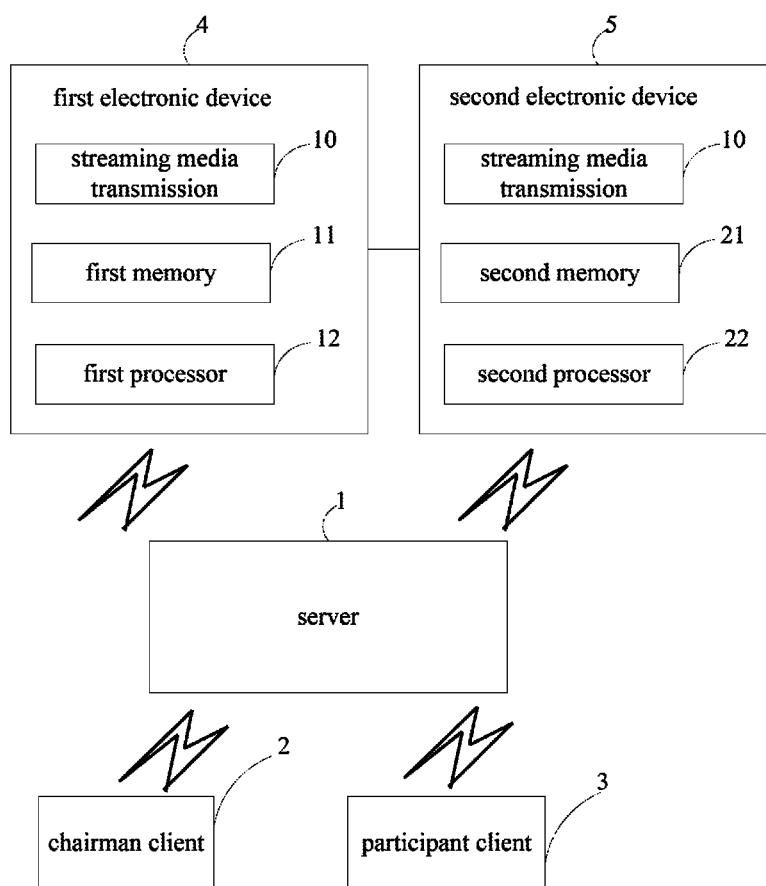 4
5
first electronic device
second electronic device
streaming media
transmission
10
streaming media
transmission
10
first memory
11
second memory
21
first processor
12
second processor
22
1
server
2
chairman client
3
participant client